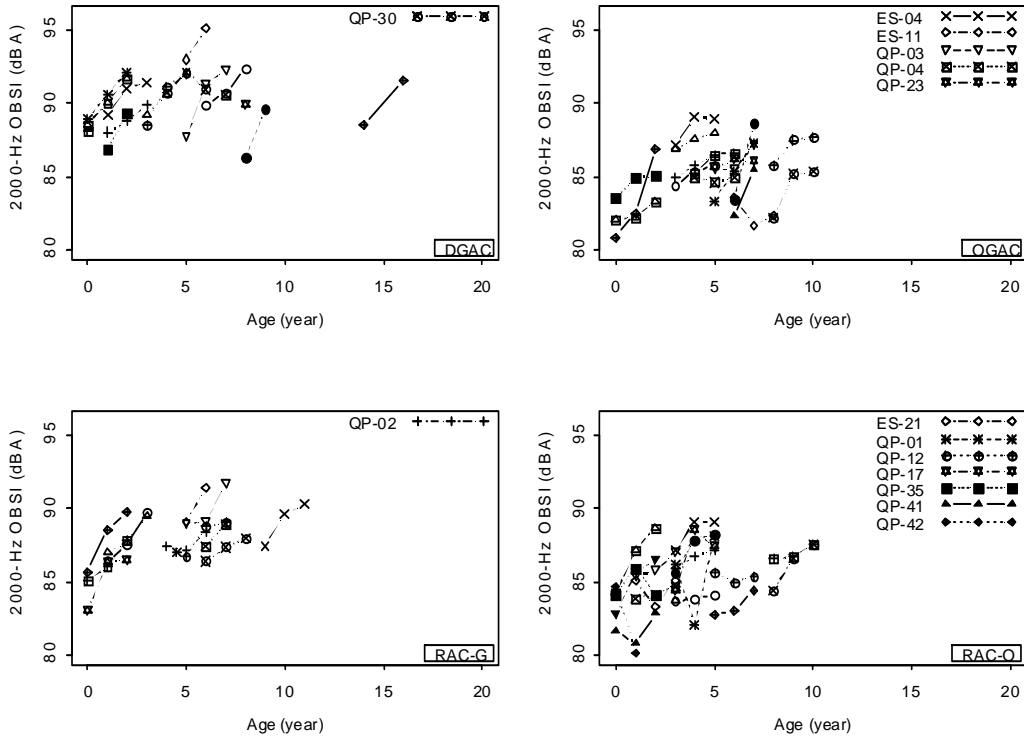 QP-30
95
90
85
80
2000-Hz OBSI (dBA)
DGAC
0 5 10 15 20
Age (year)
ES-04
ES-11
QP-03
QP-04
QP-23
95
90
85
80
2000-Hz OBSI (dBA)
OGAC
0 5 10 15 20
Age (year)
QP-02
95
90
85
80
2000-Hz OBSI (dBA)
RAC-G
0 5 10 15 20
Age (year)
ES-21
QP-01
QP-12
QP-17
QP-35
QP-41
QP-42
95
90
85
80
2000-Hz OBSI (dBA)
RAC-O
0 5 10 15 20
Age (year)